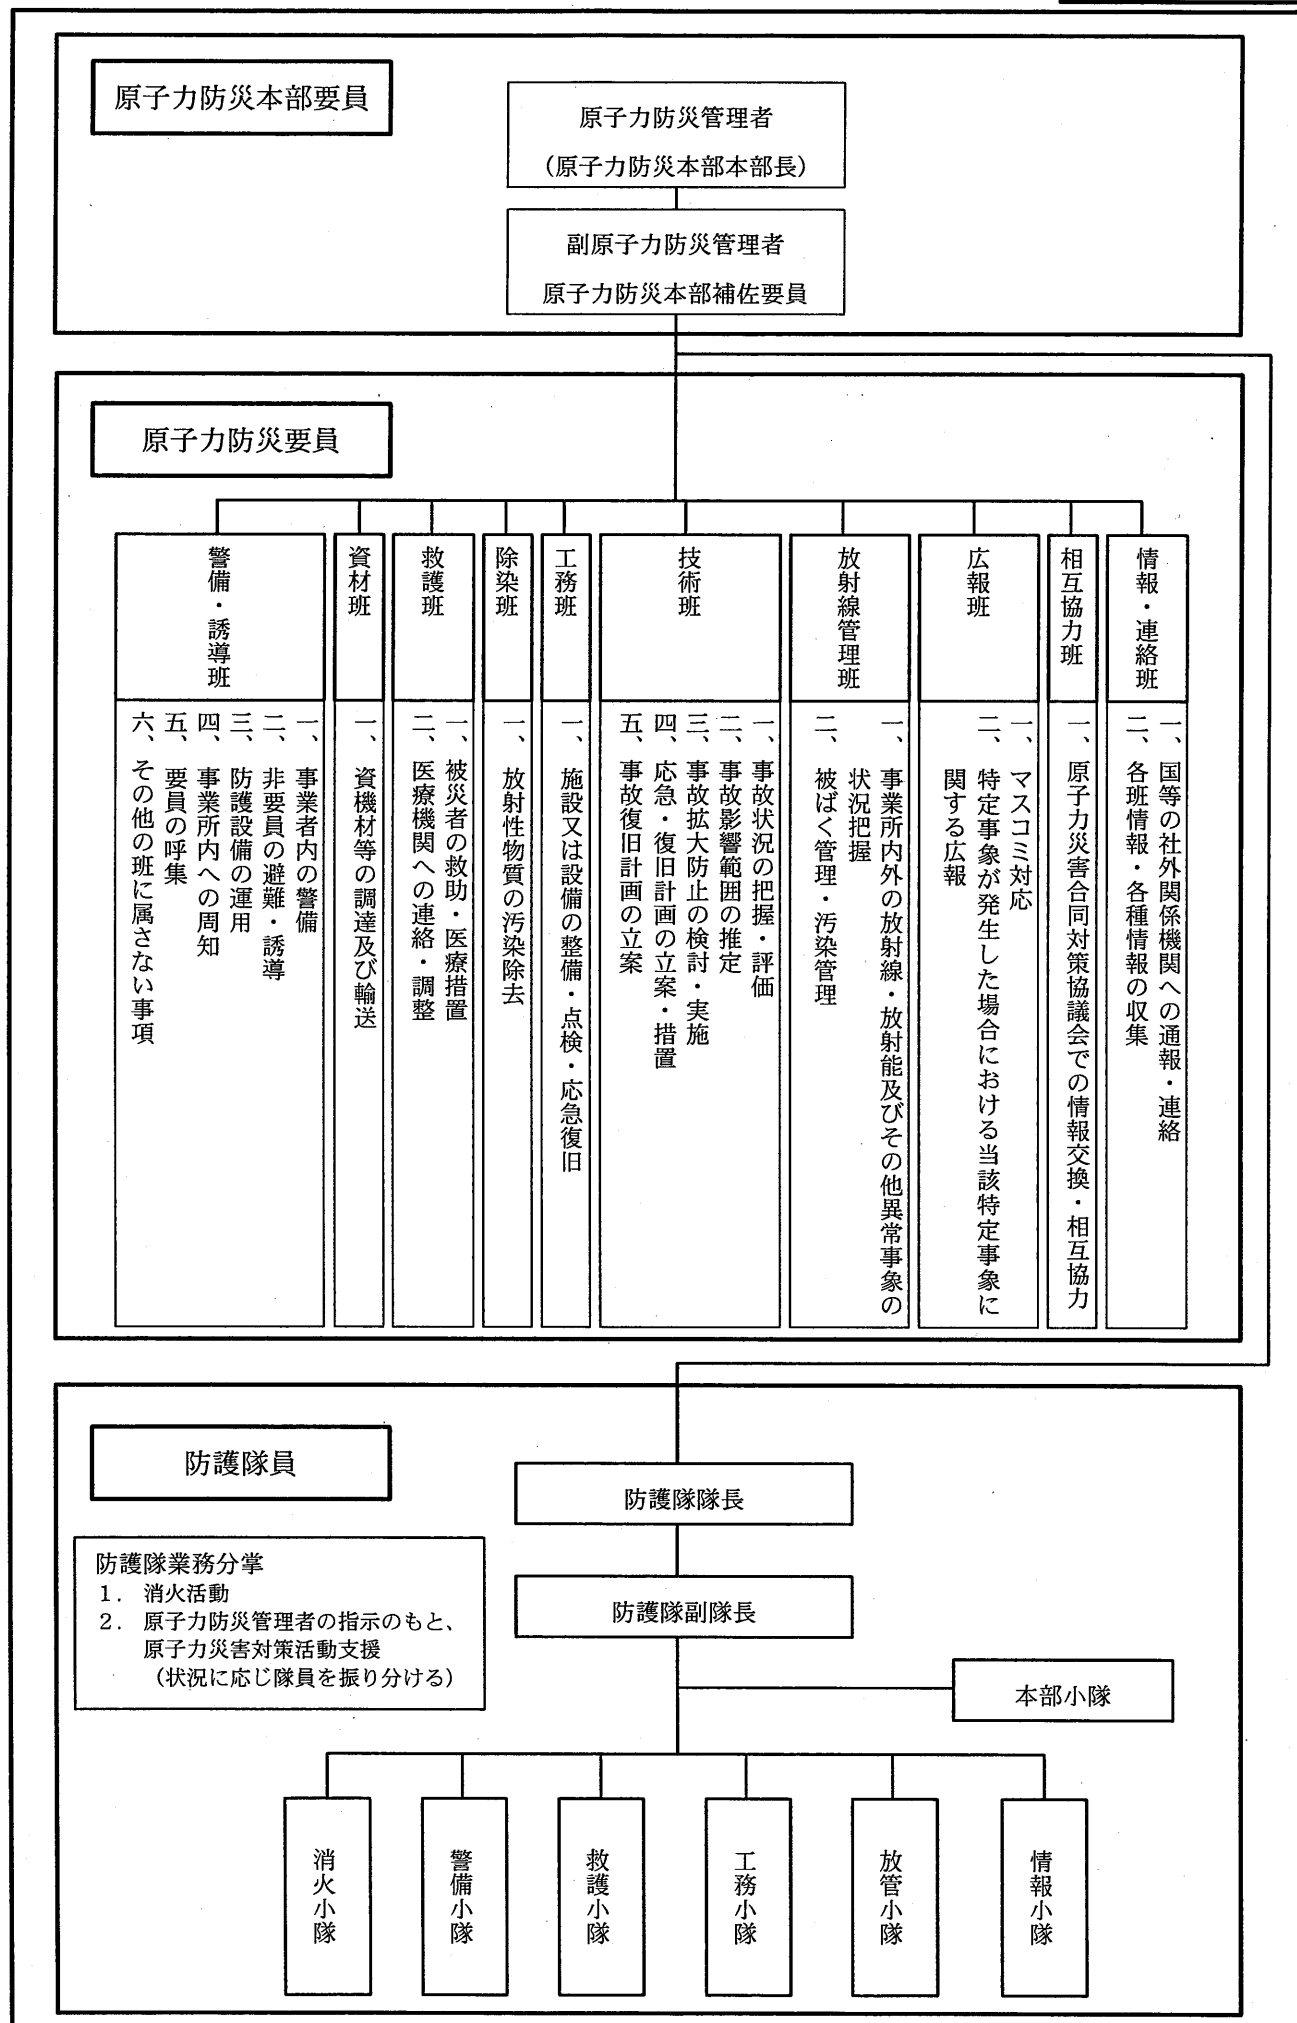 原子力防災本部要員
原子力防災管理者
(原子力防災本部本部長)
副原子力防災管理者
原子力防災本部補佐要員
原子力防災要員
情報・連絡班
一、国等の社外関係機関への通報・連絡
二、各班情報・各種情報の収集
相互協力班
一、原子力災害合同対策協議会での情報交換・相互協力
広報班
一、マスコミ対応
二、特定事象が発生した場合における当該特定事象に
関する広報
放射線管理班
一、事業所内外の放射線・放射能及びその他異常事象の
状況把握
二、被ばく管理・汚染管理
技術班
一、事故状況の把握・評価
二、事故影響範囲の推定
三、事故拡大防止の検討・実施
四、応急・復旧計画の立案・措置
五、事故復旧計画の立案
工務班
一、施設又は設備の整備・点検・応急復旧
除染班
一、放射性物質の汚染除去
救護班
一、被災者の救助・医療措置
二、医療機関への連絡・調整
資材班
一、資機材等の調達及び輸送
警備・誘導班
一、事業者内の警備
二、非要員の避難・誘導
三、防護設備の運用
四、事業所内への周知
五、要員の呼集
六、その他の班に属さない事項
防護隊員
防護隊隊長
防護隊業務分掌
1. 消火活動
2. 原子力防災管理者の指示のもと、
原子力災害対策活動支援
(状況に応じ隊員を振り分ける)
防護隊副隊長
本部小隊
消火小隊
警備小隊
救護小隊
工務小隊
放管小隊
情報小隊